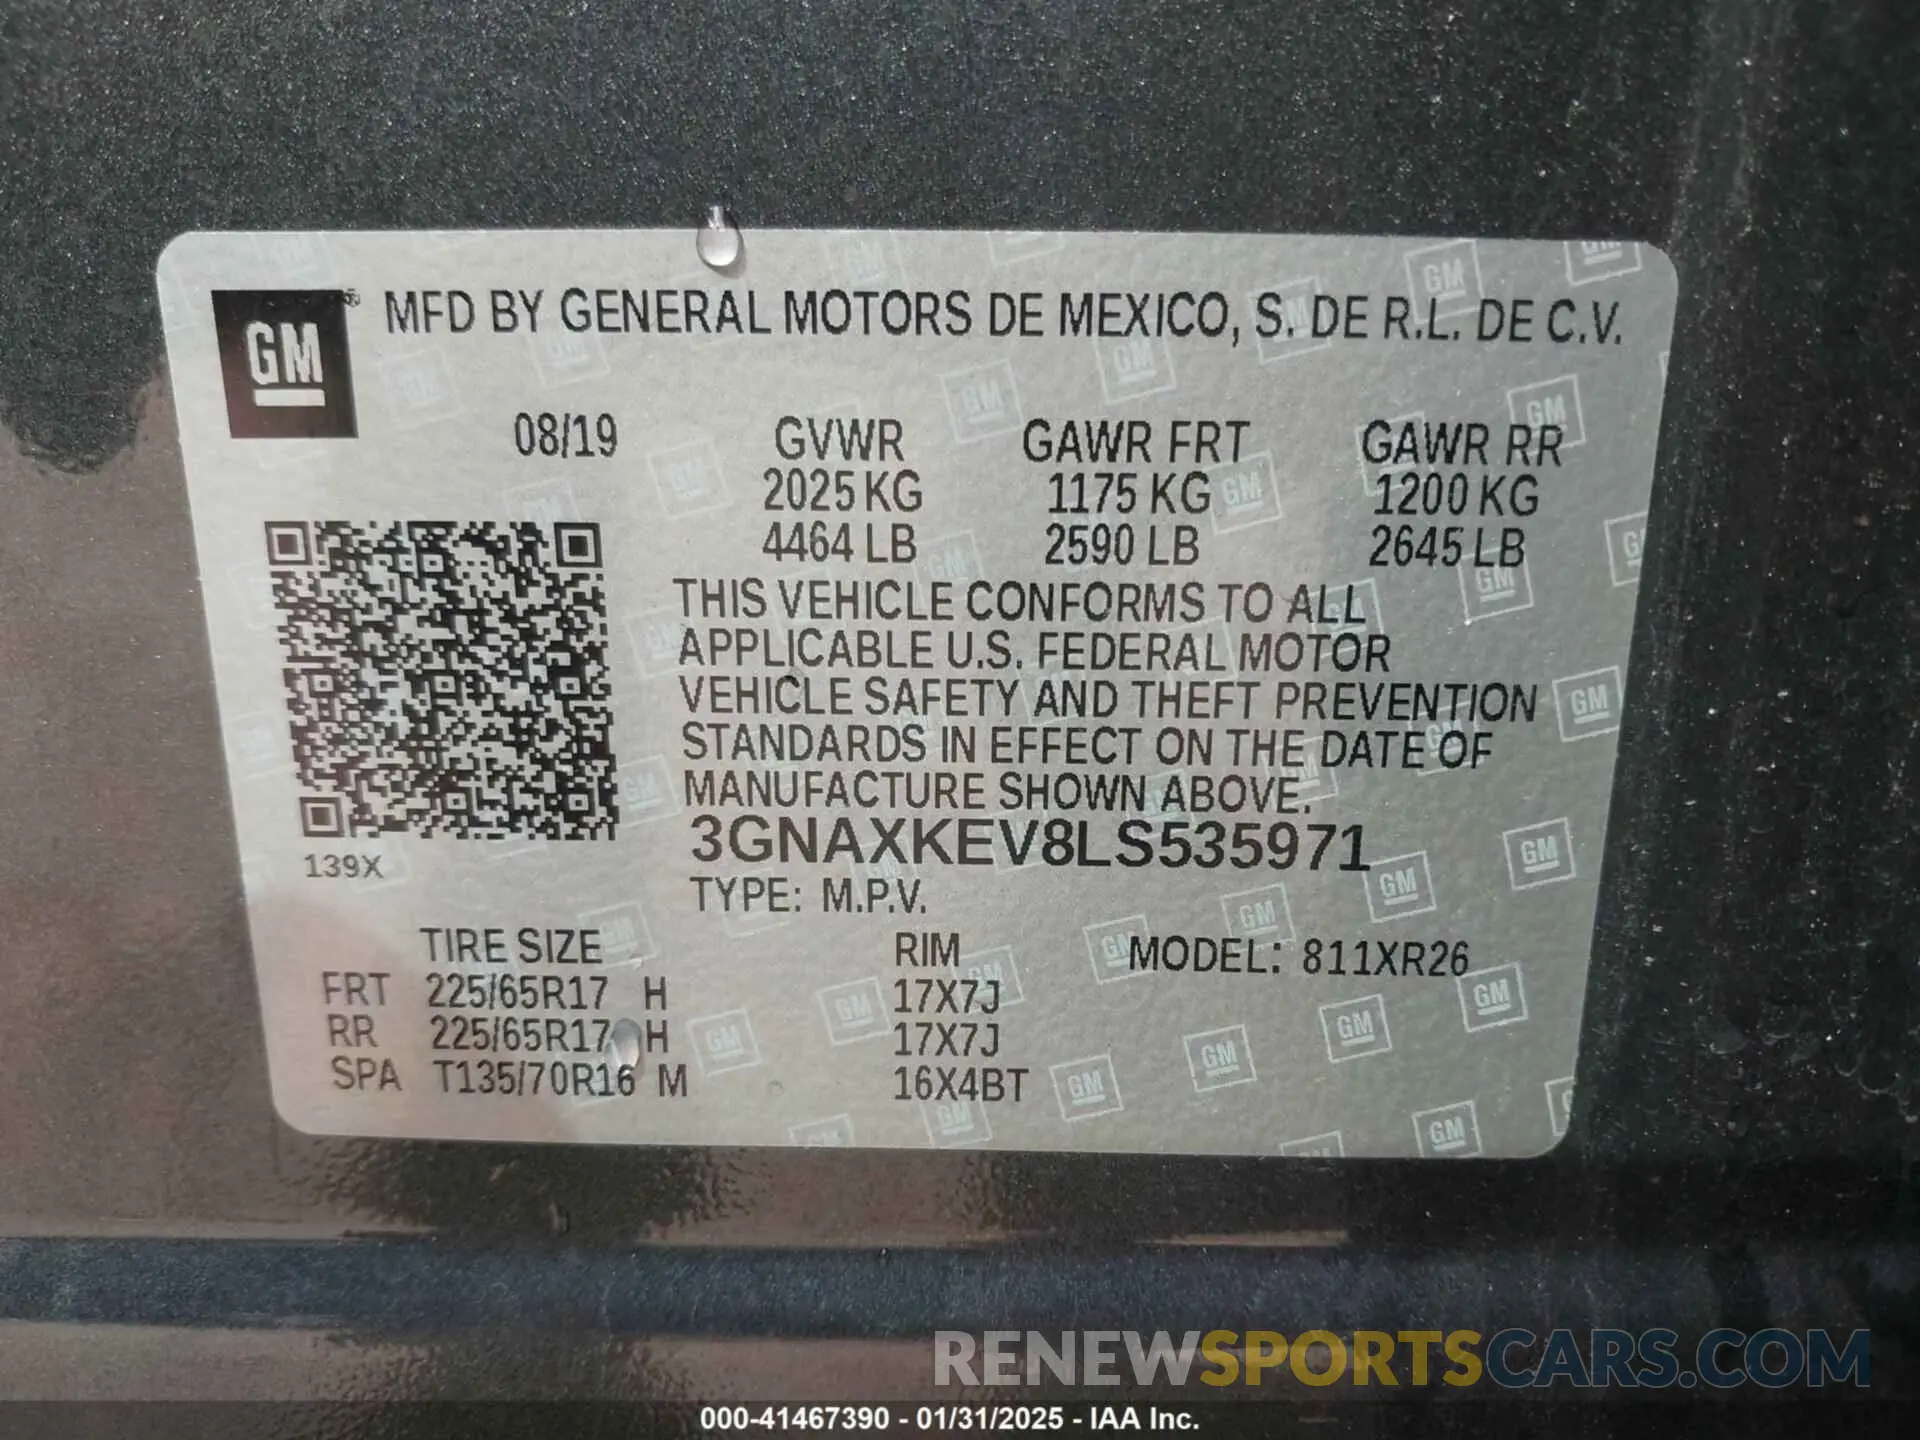 GM® MFD BY GENERAL MOTORS DE MEXICO, S. DE R.L. DE C.V.
08/19 GVWR GAWR FRT GAWR RR
2025 KG 1175 KG 1200 KG
4464 LB 2590 LB 2645 LB
THIS VEHICLE CONFORMS TO ALL
APPLICABLE U.S. FEDERAL MOTOR
VEHICLE SAFETY AND THEFT PREVENTION
STANDARDS IN EFFECT ON THE DATE OF
MANUFACTURE SHOWN ABOVE.
3GNAXKEV8LS535971
139X
TYPE: M.P.V.
TIRE SIZE RIM MODEL: 811XR26
FRT 225/65R17 H 17X7J
RR 225/65R17 H 17X7J
SPA T135/70R16 M 16X4BT
RENEWSPORTSCARS.COM
000-41467390 - 01/31/2025 - IAA Inc.